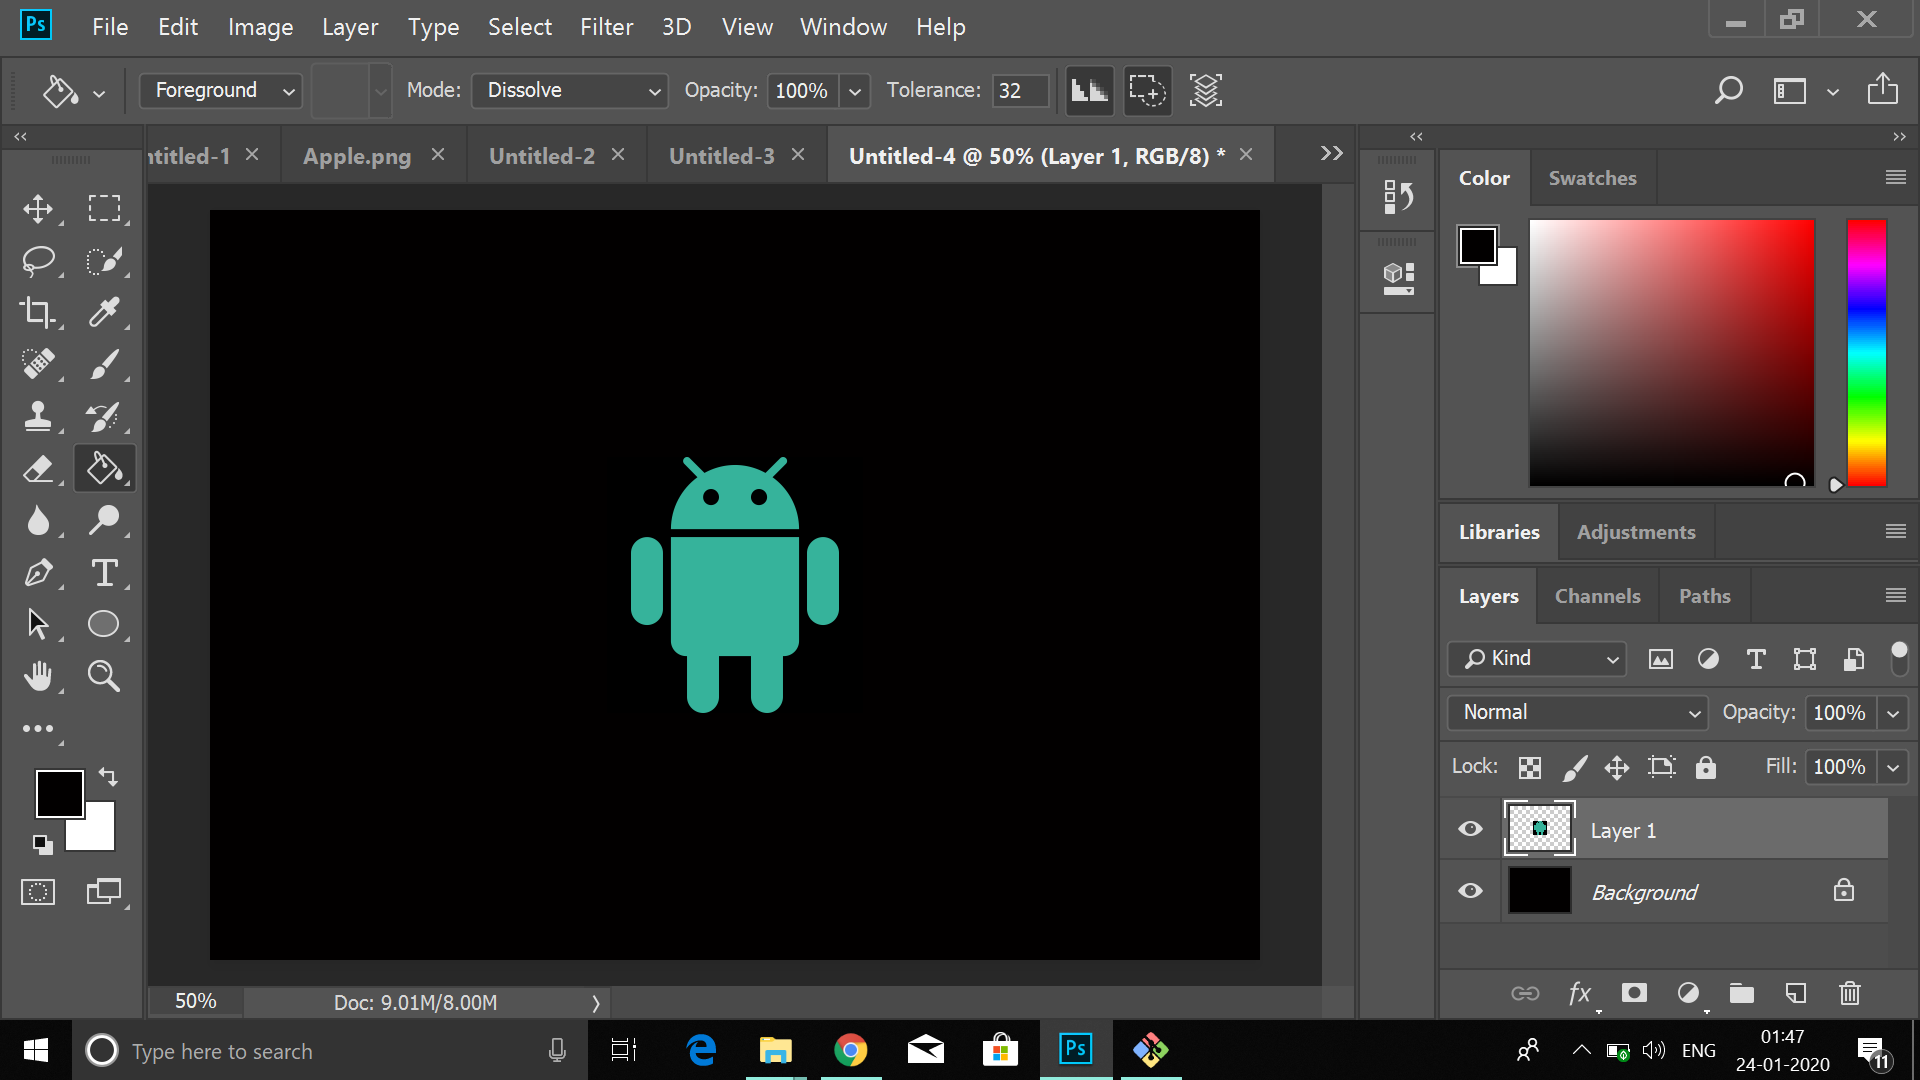 Ps File Edit Image Layer Type Select Filter 3D View Window Help
Foreground Mode: Dissolve Opacity: 100% Tolerance: 32
ntitled-1 Apple.png Untitled-2 Untitled-3 Untitled-4 @ 50% (Layer 1, RGB/8) *
Color Swatches
Libraries Adjustments
Layers Channels Paths
Kind
Normal Opacity: 100%
Lock: Fill: 100%
Layer 1
Background
fx
50% Doc: 9.01M/8.00M
Type here to search
Ps
ENG
01:47
24-01-2020
11